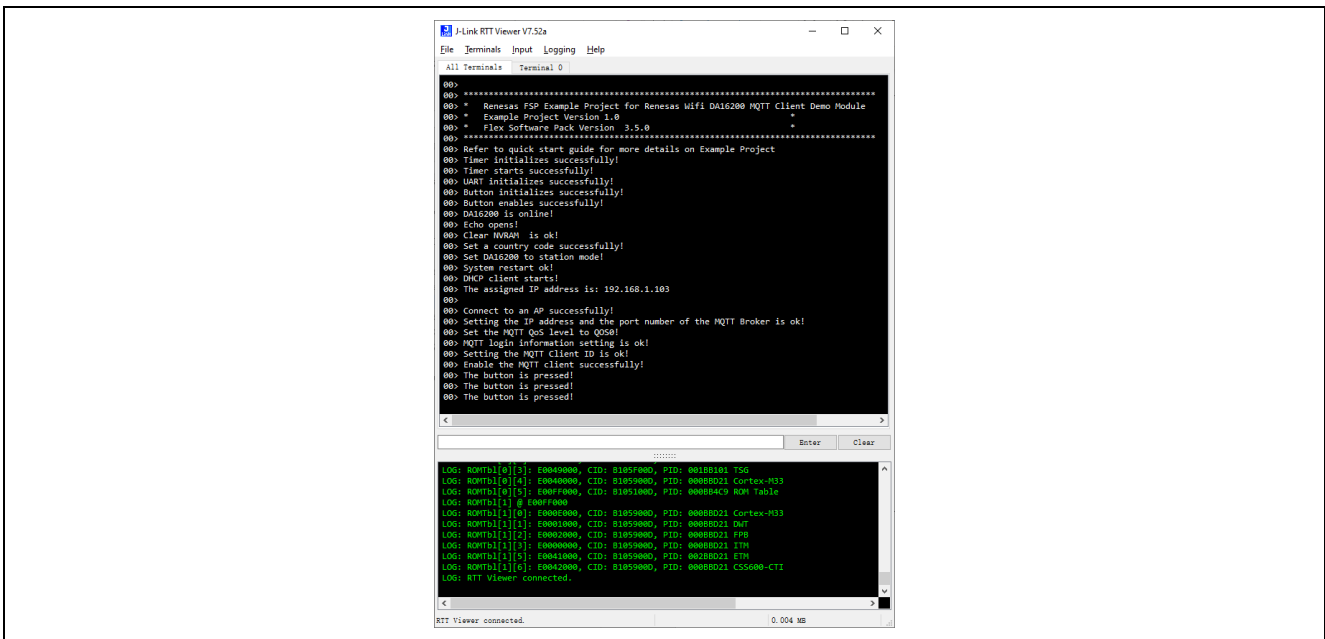 J-Link RTT Viewer V7.52a
File Terminals Input Logging Help
All Terminals Terminal 0
00>
00> ******************************************************************************
00> * Renesas FSP Example Project for Renesas Wifi DA16200 MQTT Client Demo Module
00> * Example Project Version 1.0 *
00> * Flex Software Pack Version 3.5.0 *
00> ******************************************************************************
00> Refer to quick start guide for more details on Example Project
00> Timer initializes successfully!
00> Timer starts successfully!
00> UART initializes successfully!
00> Button initializes successfully!
00> Button enables successfully!
00> DA16200 is online!
00> Echo opens!
00> Clear NVRAM is ok!
00> Set a country code successfully!
00> Set DA16200 to station mode!
00> System restart ok!
00> DHCP client starts!
00> The assigned IP address is: 192.168.1.103
00>
00> Connect to an AP successfully!
00> Setting the IP address and the port number of the MQTT Broker is ok!
00> Set the MQTT QoS level to QOS0!
00> MQTT login information setting is ok!
00> Setting the MQTT Client ID is ok!
00> Enable the MQTT client successfully!
00> The button is pressed!
00> The button is pressed!
00> The button is pressed!
Enter Clear
LOG: ROMTbl[0][3]: E0049000, CID: B105F00D, PID: 001BB101 TSG
LOG: ROMTbl[0][4]: E0040000, CID: B105900D, PID: 000BBD21 Cortex-M33
LOG: ROMTbl[0][5]: E00FF000, CID: B105100D, PID: 000BB4C9 ROM Table
LOG: ROMTbl[1] @ E00FF000
LOG: ROMTbl[1][0]: E000E000, CID: B105900D, PID: 000BBD21 Cortex-M33
LOG: ROMTbl[1][1]: E0001000, CID: B105900D, PID: 000BBD21 DWT
LOG: ROMTbl[1][2]: E0002000, CID: B105900D, PID: 000BBD21 FPB
LOG: ROMTbl[1][3]: E0000000, CID: B105900D, PID: 000BBD21 ITM
LOG: ROMTbl[1][5]: E0041000, CID: B105900D, PID: 002BBD21 ETM
LOG: ROMTbl[1][6]: E0042000, CID: B105900D, PID: 000BBD21 CSS600-CTI
LOG: RTT Viewer connected.
RTT Viewer connected. 0.004 MB